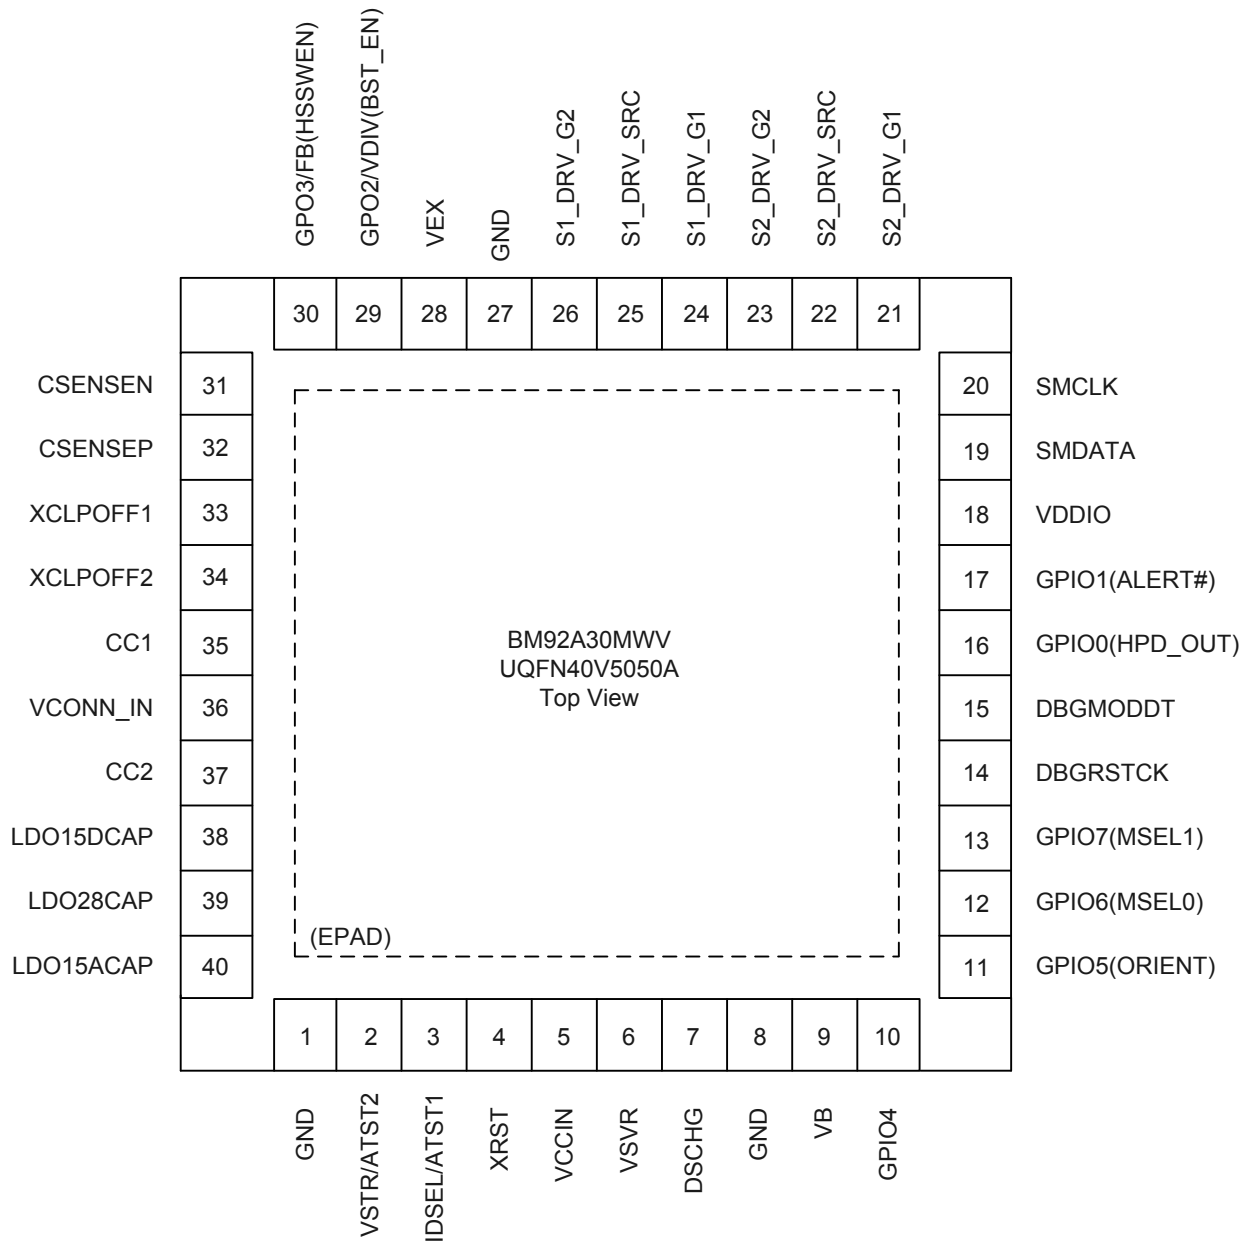 GPO3/FB(HSSWEN)
GPO2/VDIV(BST_EN)
VEX
GND
S1_DRV_G2
S1_DRV_SRC
S1_DRV_G1
S2_DRV_G2
S2_DRV_SRC
S2_DRV_G1
30 29 28 27 26 25 24 23 22 21
CSENSEN 31
CSENSEP 32
XCLPOFF1 33
XCLPOFF2 34
CC1 35
VCONN_IN 36
CC2 37
LDO15DCAP 38
LDO28CAP 39
LDO15ACAP 40
BM92A30MWV
UQFN40V5050A
Top View
(EPAD)
20 SMCLK
19 SMDATA
18 VDDIO
17 GPIO1(ALERT#)
16 GPIO0(HPD_OUT)
15 DBGMODDT
14 DBGRSTCK
13 GPIO7(MSEL1)
12 GPIO6(MSEL0)
11 GPIO5(ORIENT)
1 2 3 4 5 6 7 8 9 10
GND
VSTR/ATST2
IDSEL/ATST1
XRST
VCCIN
VSVR
DSCHG
GND
VB
GPIO4